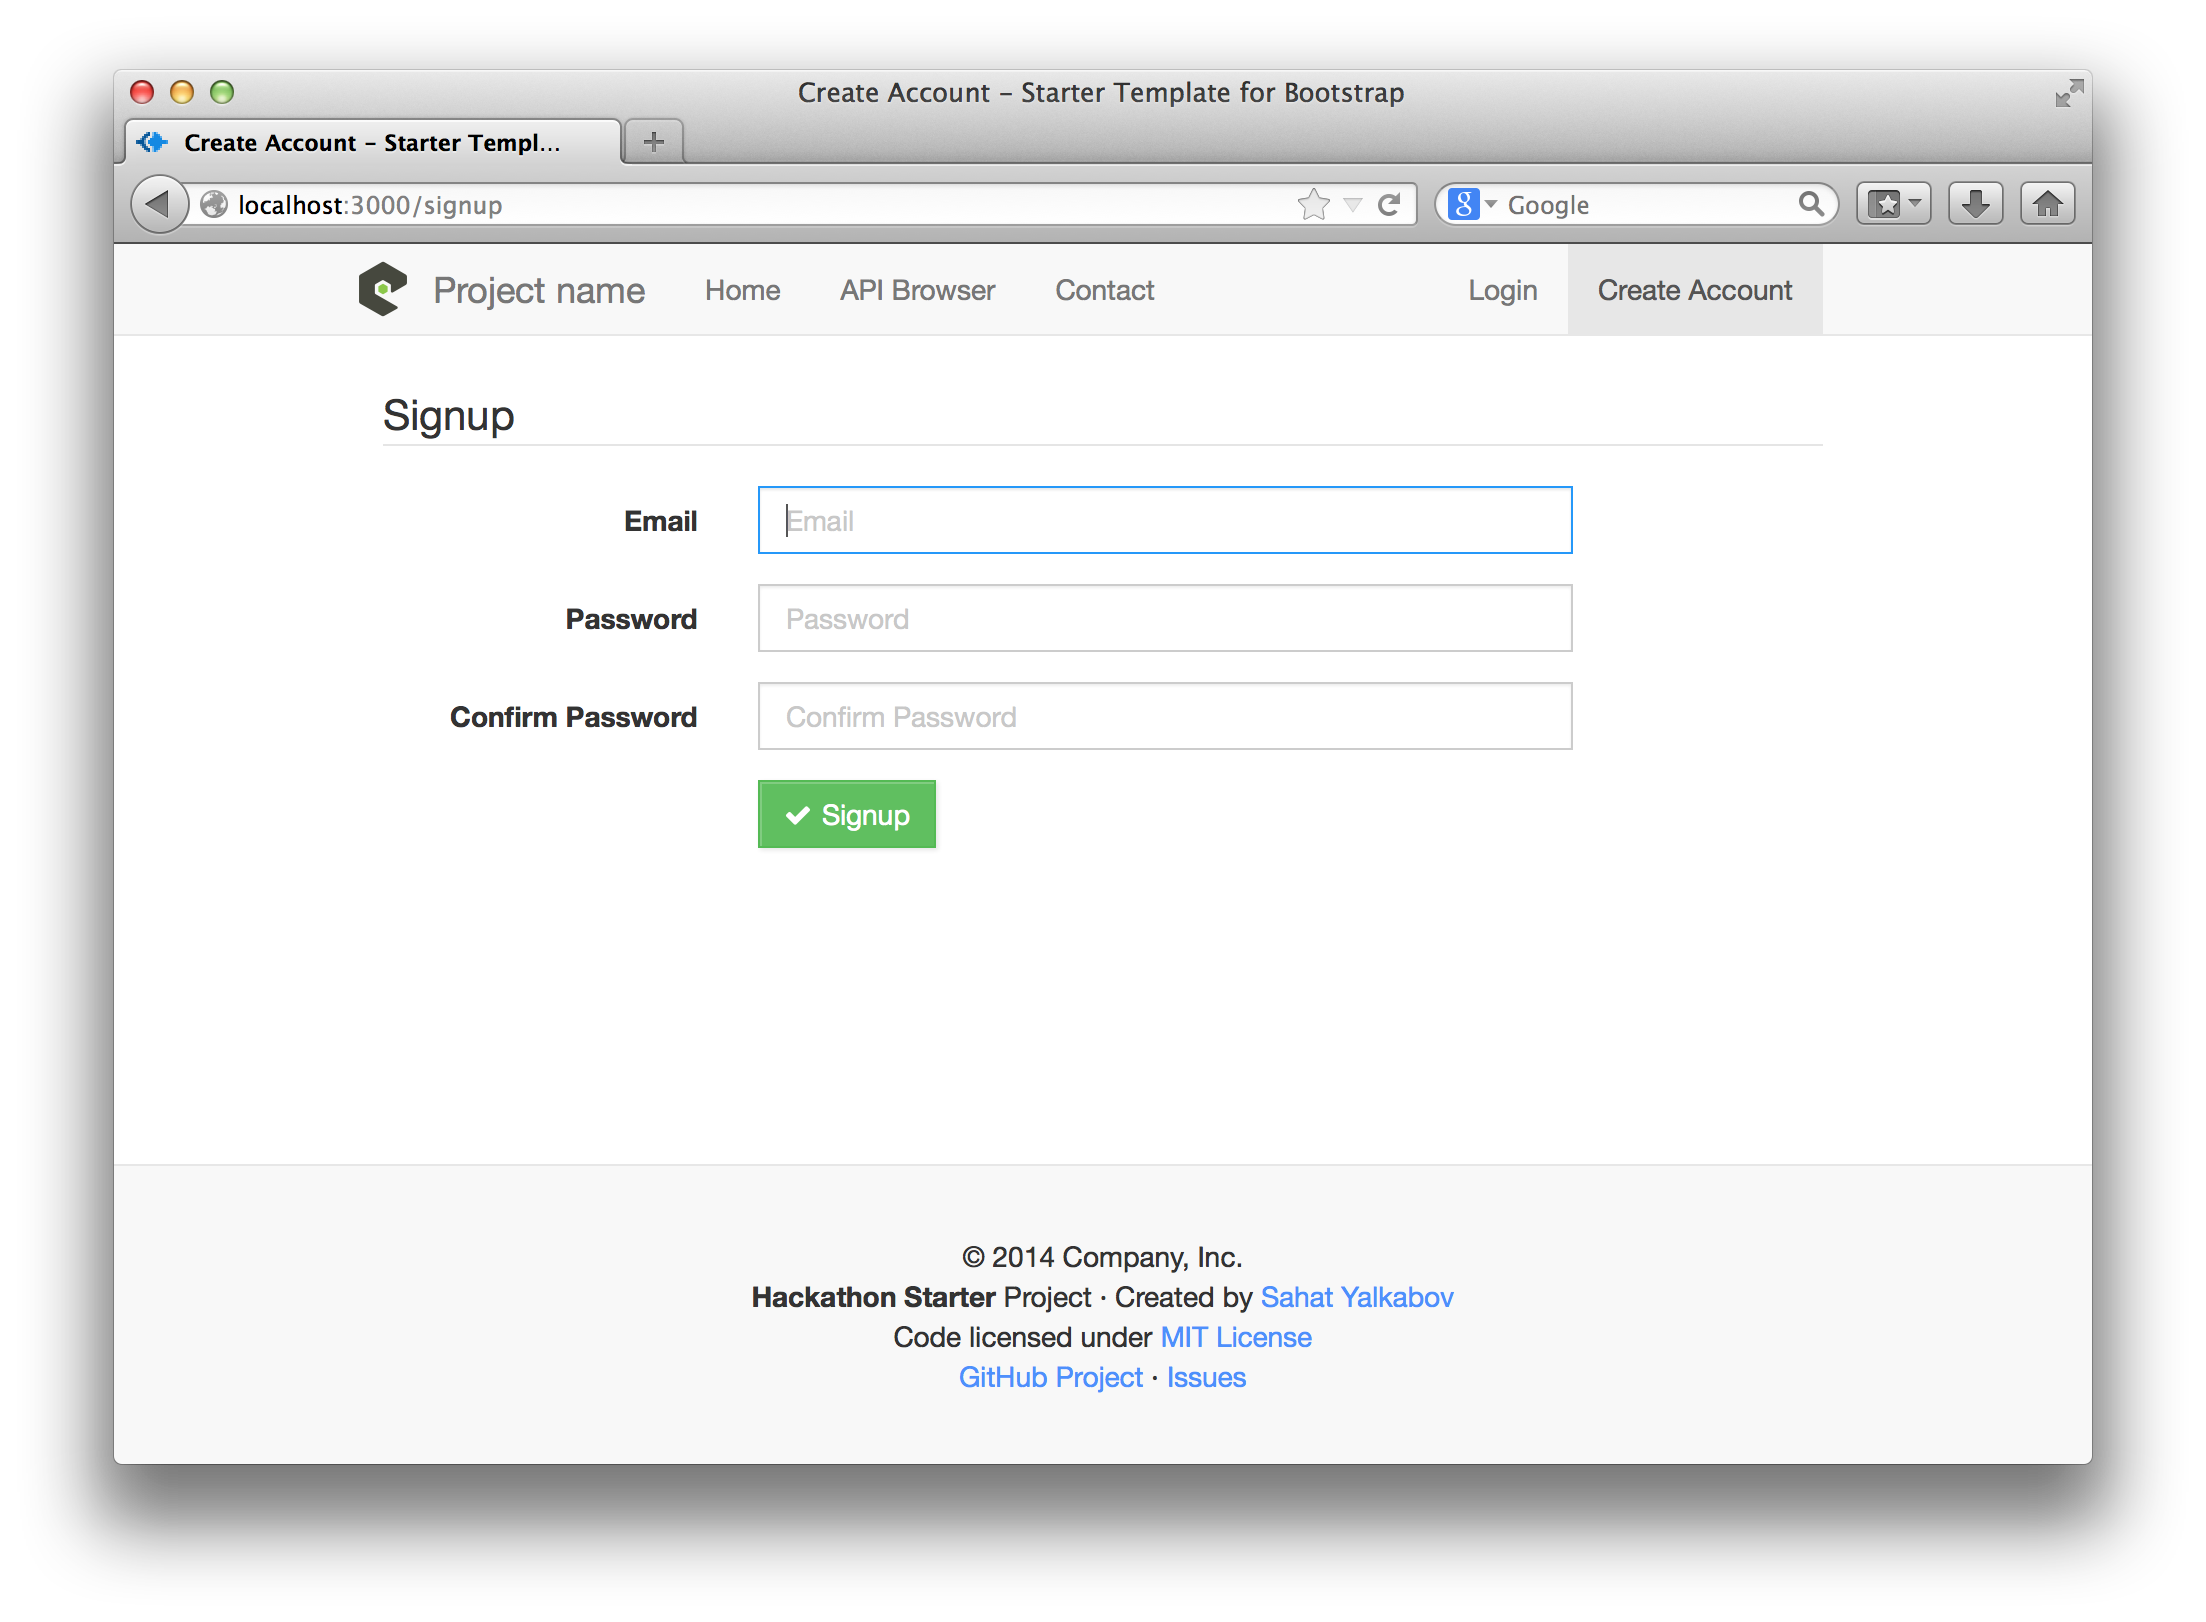 Create Account – Starter Template for Bootstrap
Create Account – Starter Templ...
localhost:3000/signup
g Google
Project name Home API Browser Contact Login Create Account
Signup
Email Email
Password Password
Confirm Password Confirm Password
Signup
© 2014 Company, Inc.
Hackathon Starter Project · Created by Sahat Yalkabov
Code licensed under MIT License
GitHub Project · Issues